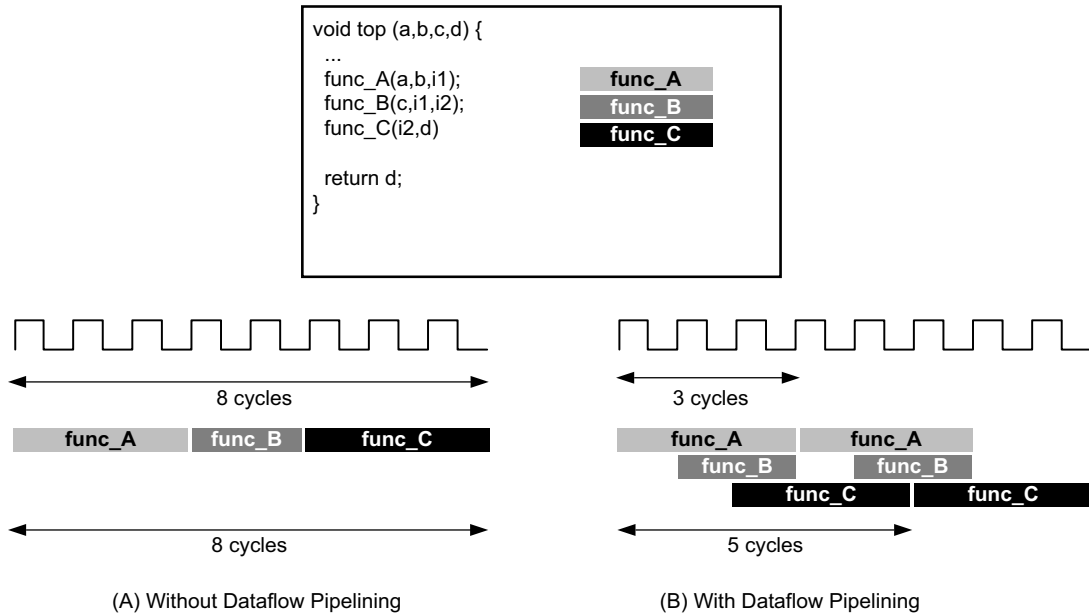 void top (a,b,c,d) {
...
func_A(a,b,i1);
func_B(c,i1,i2);
func_C(i2,d)
return d;
}
func_A
func_B
func_C
8 cycles
func_A func_B func_C
8 cycles
(A) Without Dataflow Pipelining
3 cycles
func_A func_A
func_B func_B
func_C func_C
5 cycles
(B) With Dataflow Pipelining